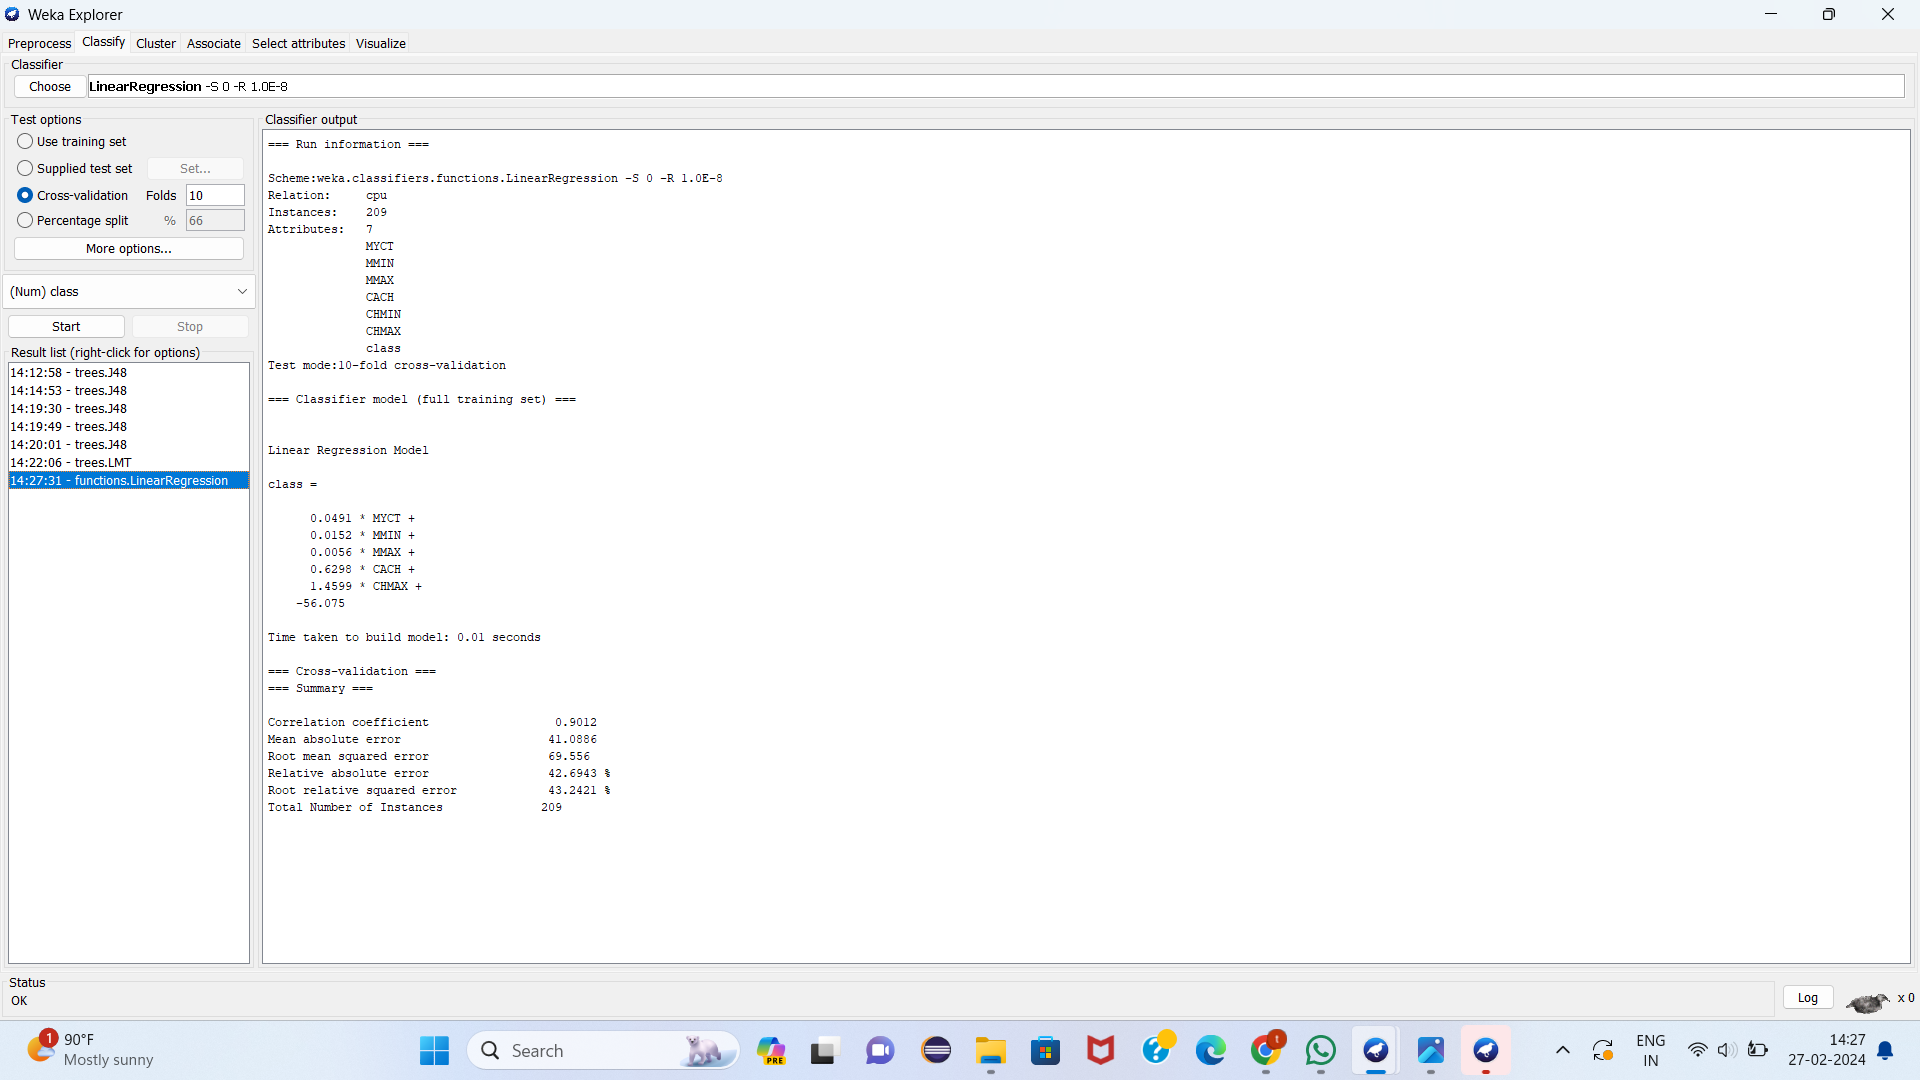 Weka Explorer
Preprocess Classify Cluster Associate Select attributes Visualize
Classifier
Choose LinearRegression -S 0 -R 1.0E-8
Test options
Use training set
Supplied test set Set...
Cross-validation Folds 10
Percentage split % 66
More options...
(Num) class
Start Stop
Result list (right-click for options)
14:12:58 - trees.J48
14:14:53 - trees.J48
14:19:30 - trees.J48
14:19:49 - trees.J48
14:20:01 - trees.J48
14:22:06 - trees.LMT
14:27:31 - functions.LinearRegression
Classifier output
=== Run information ===
Scheme:weka.classifiers.functions.LinearRegression -S 0 -R 1.0E-8
Relation: cpu
Instances: 209
Attributes: 7
MYCT
MMIN
MMAX
CACH
CHMIN
CHMAX
class
Test mode:10-fold cross-validation
=== Classifier model (full training set) ===
Linear Regression Model
class =
0.0491 * MYCT +
0.0152 * MMIN +
0.0056 * MMAX +
0.6298 * CACH +
1.4599 * CHMAX +
-56.075
Time taken to build model: 0.01 seconds
=== Cross-validation ===
=== Summary ===
Correlation coefficient 0.9012
Mean absolute error 41.0886
Root mean squared error 69.556
Relative absolute error 42.6943 %
Root relative squared error 43.2421 %
Total Number of Instances 209
Status
OK
Log x 0
1
90°F
Mostly sunny
Search
PRE
t
ENG
IN
14:27
27-02-2024